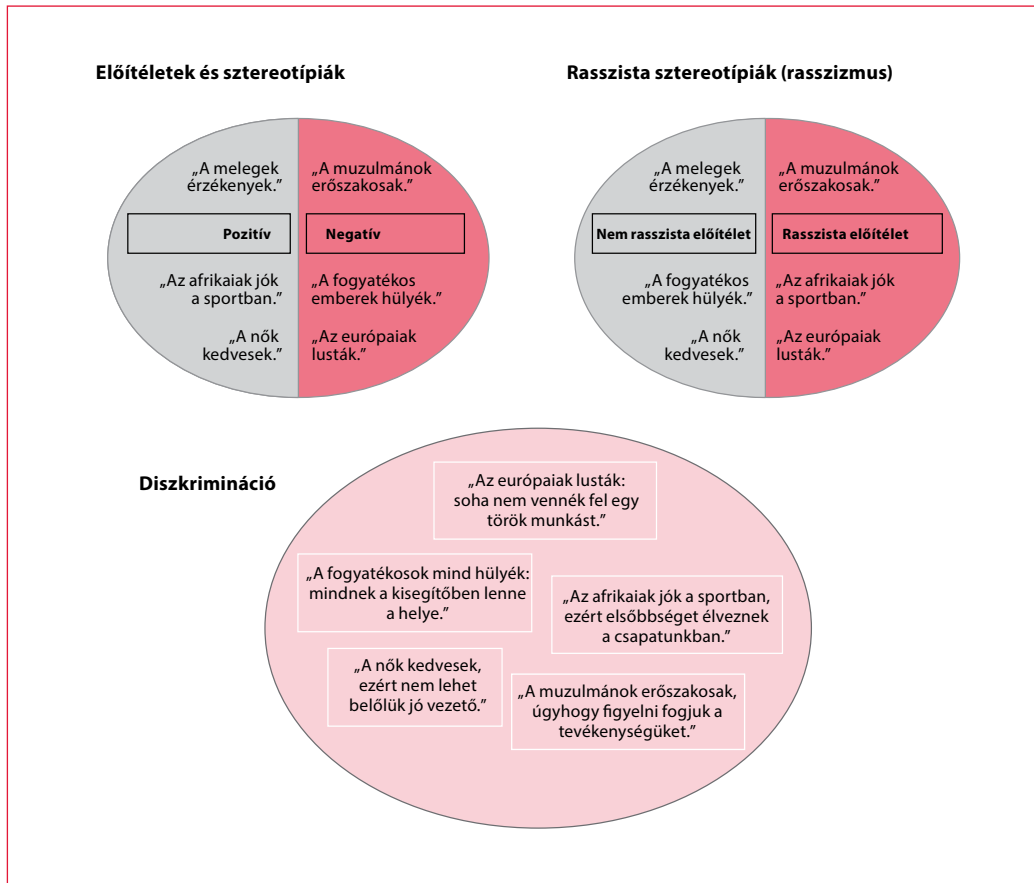 Előítéletek és sztereotípiák
„A melegek
érzékenyek.”
Pozitív
„Az afrikaiak jók
a sportban.”
„A nők
kedvesek.”
„A muzulmánok
erőszakosak.”
Negatív
„A fogyatékos
emberek hülyék.”
„Az európaiak
lusták.”
Rasszista sztereotípiák (rasszizmus)
„A melegek
érzékenyek.”
Nem rasszista előítélet
„A fogyatékos
emberek hülyék.”
„A nők
kedvesek.”
„A muzulmánok
erőszakosak.”
Rasszista előítélet
„Az afrikaiak jók
a sportban.”
„Az európaiak
lusták.”
Diszkrimináció
„Az európaiak lusták:
soha nem vennék fel egy
török munkást.”
„A fogyatékosok mind hülyék:
mindnek a kisegítőben lenne
a helye.”
„Az afrikaiak jók a sportban,
ezért elsőbbséget élveznek
a csapatunkban.”
„A nők kedvesek,
ezért nem lehet
belőlük jó vezető.”
„A muzulmánok erőszakosak,
úgyhogy figyelni fogjuk a
tevékenységüket.”